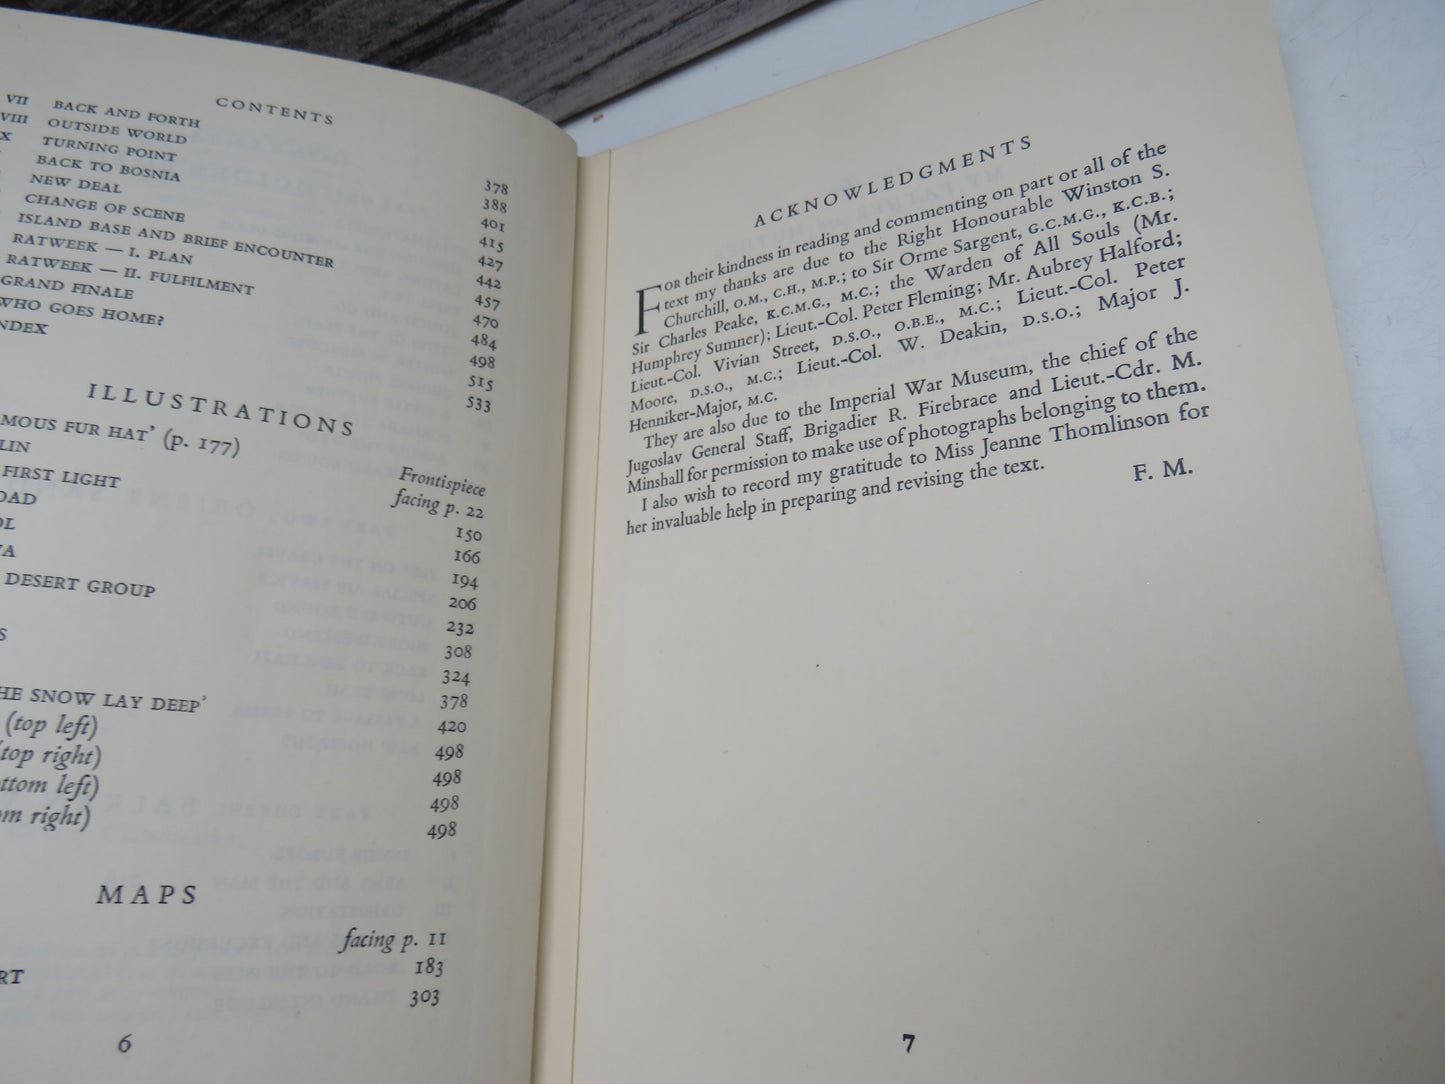 CONTENTS
VII BACK AND FORTH 378
VIII OUTSIDE WORLD 388
X TURNING POINT 401
BACK TO BOSNIA 415
NEW DEAL 427
CHANGE OF SCENE 442
ISLAND BASE AND BRIEF ENCOUNTER 457
RATWEEK — I. PLAN 470
RATWEEK — II. FULFILMENT 484
GRAND FINALE 498
WHO GOES HOME? 515
NDEX 533
ILLUSTRATIONS
MOUS FUR HAT' (p. 177) Frontispiece
LIN facing p. 22
FIRST LIGHT 150
OAD 166
OL 194
VA 206
DESERT GROUP 232
308
S 324
378
HE SNOW LAY DEEP' 420
(top left) 498
(top right) 498
ttom left) 498
om right) 498
MAPS
facing p. 11
RT 183
303
6
ACKNOWLEDGMENTS
FOR their kindness in reading and commenting on part or all of the
text my thanks are due to the Right Honourable Winston S.
Churchill, O.M., C.H., M.P.; to Sir Orme Sargent, G.C.M.G., K.C.B.;
Sir Charles Peake, K.C.M.G., M.C.; the Warden of All Souls (Mr.
Humphrey Sumner); Lieut.-Col. Peter Fleming; Mr. Aubrey Halford;
Lieut.-Col. Vivian Street, D.S.O., O.B.E., M.C.; Lieut.-Col. Peter
Moore, D.S.O., M.C.; Lieut.-Col. W. Deakin, D.S.O.; Major J.
Henniker-Major, M.C.
They are also due to the Imperial War Museum, the chief of the
Jugoslav General Staff, Brigadier R. Firebrace and Lieut.-Cdr. M.
Minshall for permission to make use of photographs belonging to them.
I also wish to record my gratitude to Miss Jeanne Thomlinson for
her invaluable help in preparing and revising the text.
F. M.
7